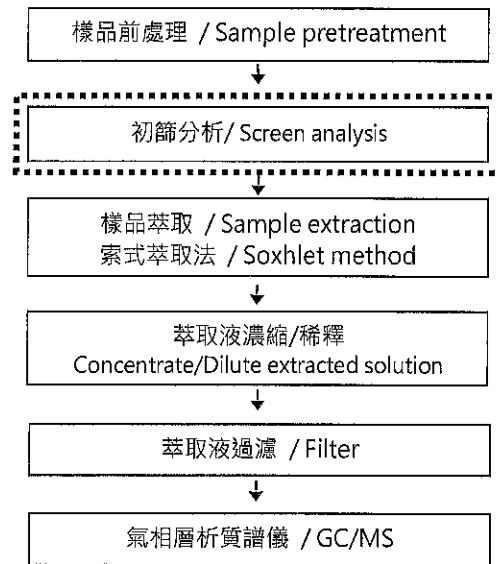 樣品前處理 / Sample pretreatment
初篩分析/ Screen analysis
樣品萃取 / Sample extraction
索式萃取法 / Soxhlet method
萃取液濃縮/稀釋
Concentrate/Dilute extracted solution
萃取液過濾 / Filter
氣相層析質譜儀 / GC/MS